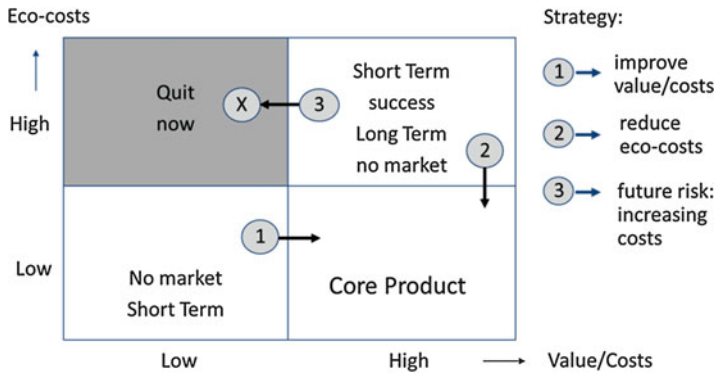 Eco-costs
High
Low
Quit
now
X
3
Short Term
success
Long Term
no market
2
1
No market
Short Term
Core Product
Low
High
Value/Costs
Strategy:
1
improve
value/costs
2
reduce
eco-costs
3
future risk:
increasing
costs